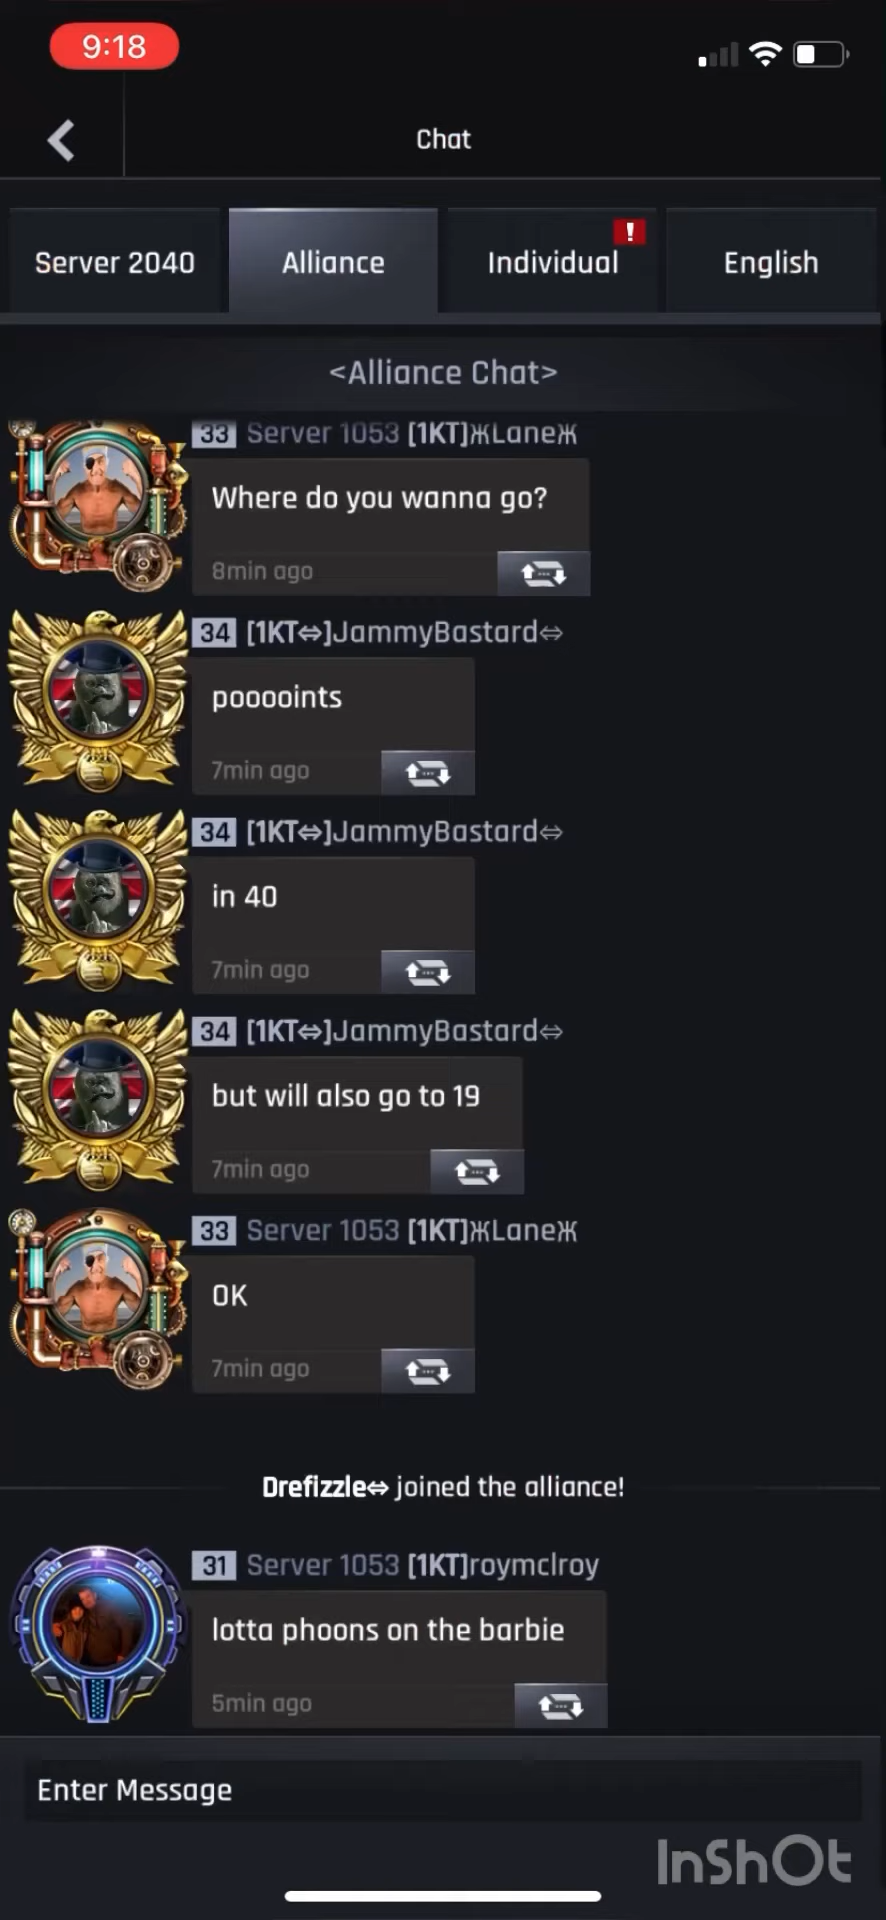 9:18
Chat
Server 2040
Alliance
!
Individual
English
<Alliance Chat>
33 Server 1053 [1KT]ЖLaneЖ
Where do you wanna go?
8min ago
34 [1KT⇔]JammyBastard⇔
pooooints
7min ago
34 [1KT⇔]JammyBastard⇔
in 40
7min ago
34 [1KT⇔]JammyBastard⇔
but will also go to 19
7min ago
33 Server 1053 [1KT]ЖLaneЖ
OK
7min ago
Drefizzle⇔ joined the alliance!
31 Server 1053 [1KT]roymclroy
lotta phoons on the barbie
5min ago
Enter Message
InShOt